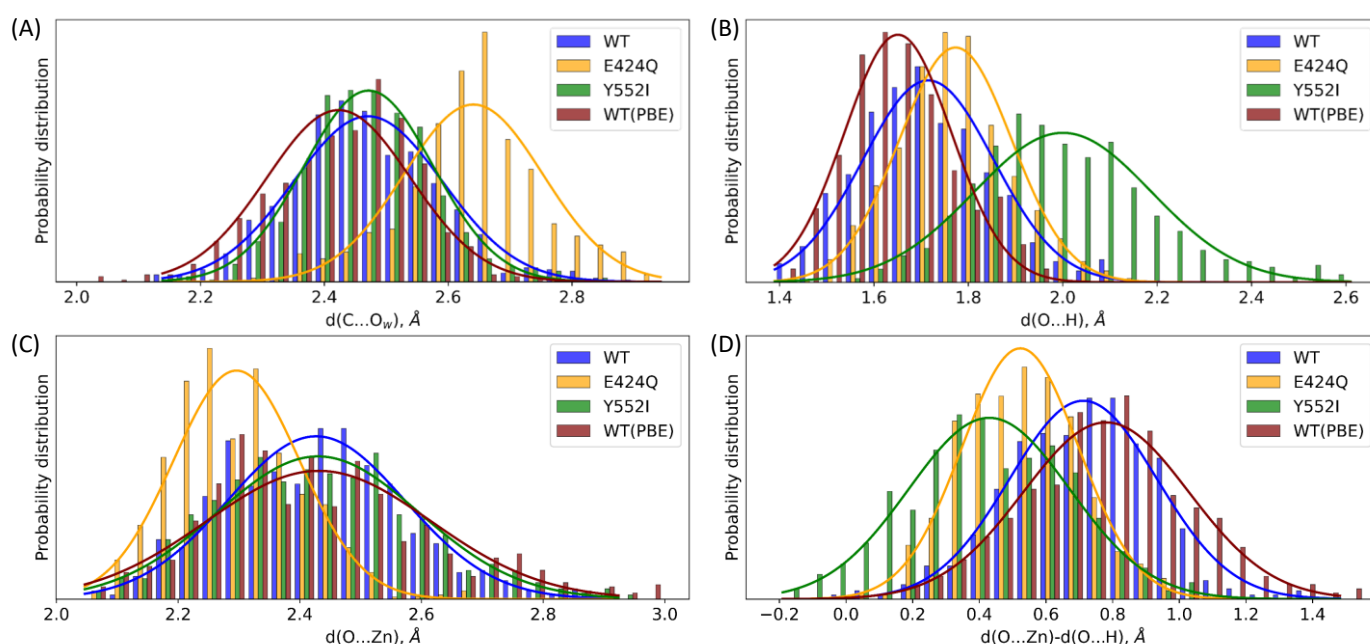 (A)
Probability distribution
WT
E424Q
Y552I
WT(PBE)
2.0 2.2 2.4 2.6 2.8
d(C...Ow), Å
(B)
Probability distribution
WT
E424Q
Y552I
WT(PBE)
1.4 1.6 1.8 2.0 2.2 2.4 2.6
d(O...H), Å
(C)
Probability distribution
WT
E424Q
Y552I
WT(PBE)
2.0 2.2 2.4 2.6 2.8 3.0
d(O...Zn), Å
(D)
Probability distribution
WT
E424Q
Y552I
WT(PBE)
−0.2 0.0 0.2 0.4 0.6 0.8 1.0 1.2 1.4
d(O...Zn)-d(O...H), Å